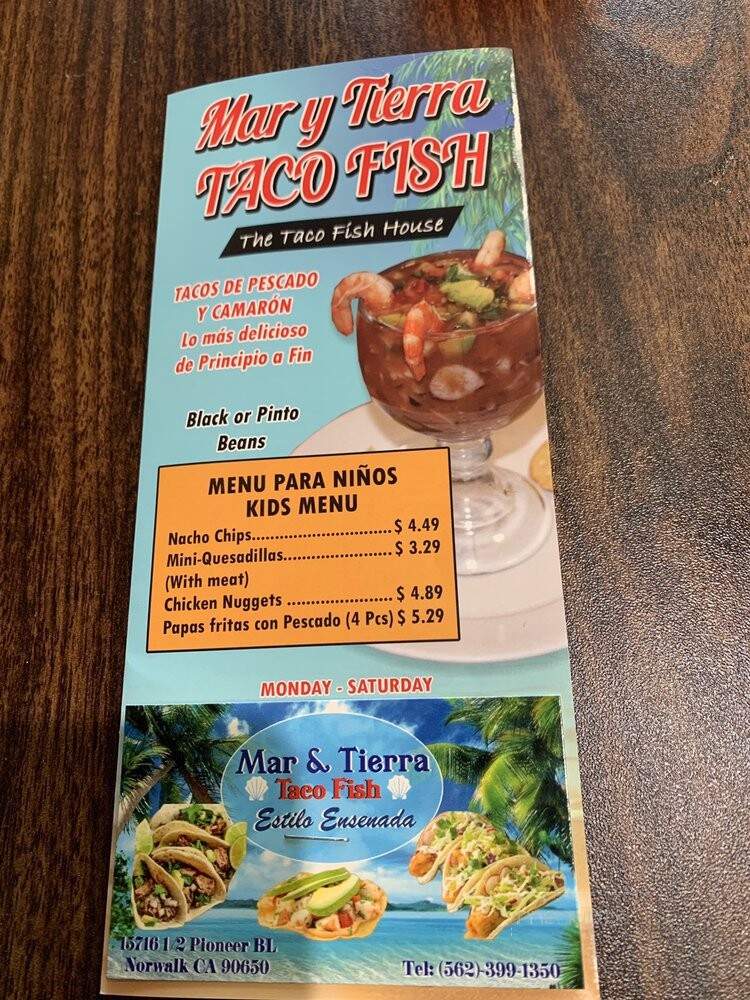 Mar y Tierra
TACO FISH
The Taco Fish House
TACOS DE PESCADO
Y CAMARÓN
Lo más delicioso
de Principio a Fin
Black or Pinto
Beans
MENU PARA NIÑOS
KIDS MENU
Nacho Chips..............................$ 4.49
Mini-Quesadillas.......................$ 3.29
(With meat)
Chicken Nuggets ......................$ 4.89
Papas fritas con Pescado (4 Pcs) $ 5.29
MONDAY - SATURDAY
Mar & Tierra
Taco Fish
Estilo Ensenada
15716 1/2 Pioneer BL
Norwalk CA 90650
Tel: (562)-399-1350